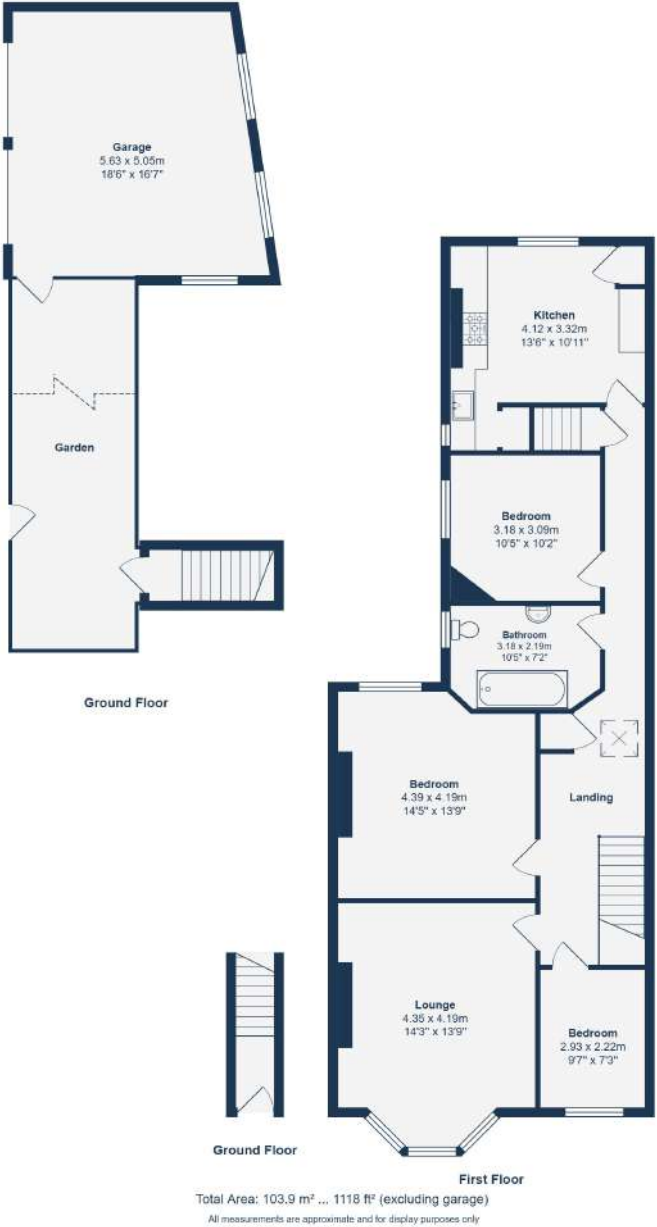 Garage
5.63 x 5.05m
18'6" x 16'7"
Kitchen
4.12 x 3.32m
13'6" x 10'11"
Garden
Bedroom
3.18 x 3.09m
10'5" x 10'2"
Bathroom
3.18 x 2.19m
10'5" x 7'2"
Ground Floor
Bedroom
4.39 x 4.19m
14'5" x 13'9"
Landing
Lounge
4.35 x 4.19m
14'3" x 13'9"
Bedroom
2.93 x 2.22m
9'7" x 7'3"
Ground Floor
First Floor
Total Area: 103.9 m² ... 1118 ft² (excluding garage)
All measurements are approximate and for display purposes only